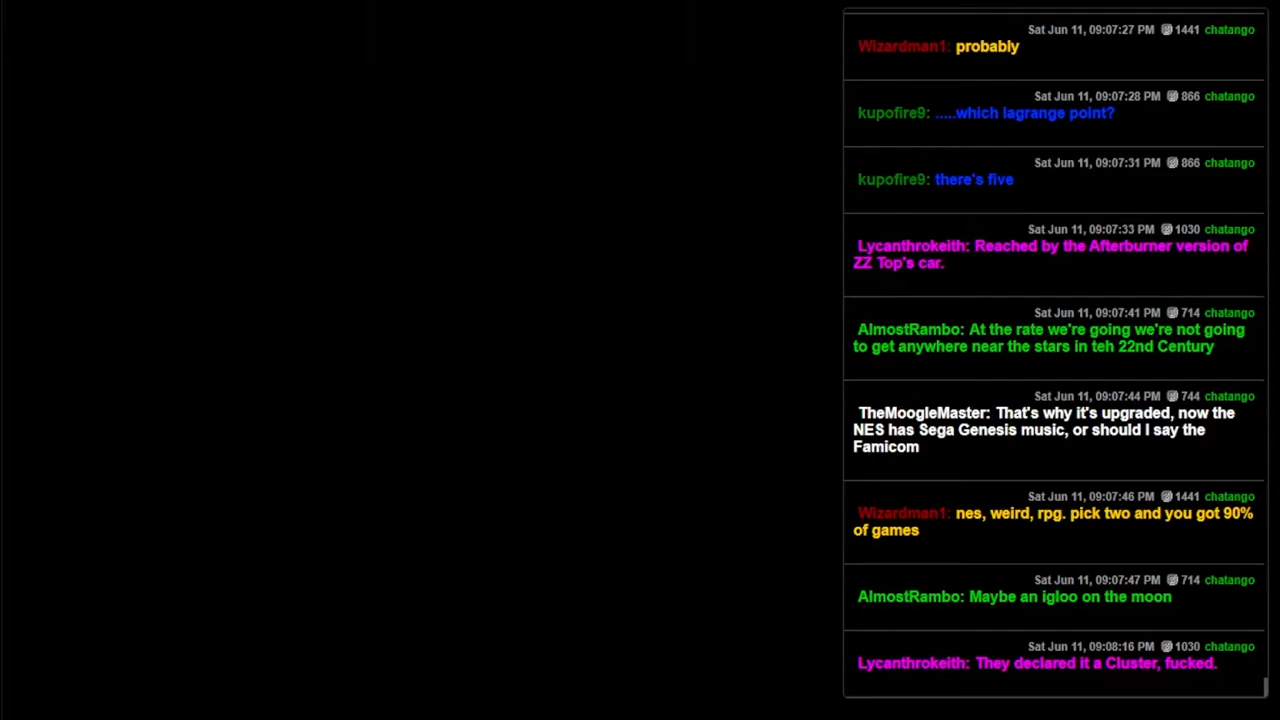 Sat Jun 11, 09:07:27 PM 1441 chatango
Wizardman1: probably
Sat Jun 11, 09:07:28 PM 866 chatango
kupofire9: .....which lagrange point?
Sat Jun 11, 09:07:31 PM 866 chatango
kupofire9: there's five
Sat Jun 11, 09:07:33 PM 1030 chatango
Lycanthrokeith: Reached by the Afterburner version of
ZZ Top's car.
Sat Jun 11, 09:07:41 PM 714 chatango
AlmostRambo: At the rate we're going we're not going
to get anywhere near the stars in teh 22nd Century
Sat Jun 11, 09:07:44 PM 744 chatango
TheMoogleMaster: That's why it's upgraded, now the
NES has Sega Genesis music, or should I say the
Famicom
Sat Jun 11, 09:07:46 PM 1441 chatango
Wizardman1: nes, weird, rpg. pick two and you got 90%
of games
Sat Jun 11, 09:07:47 PM 714 chatango
AlmostRambo: Maybe an igloo on the moon
Sat Jun 11, 09:08:16 PM 1030 chatango
Lycanthrokeith: They declared it a Cluster, fucked.